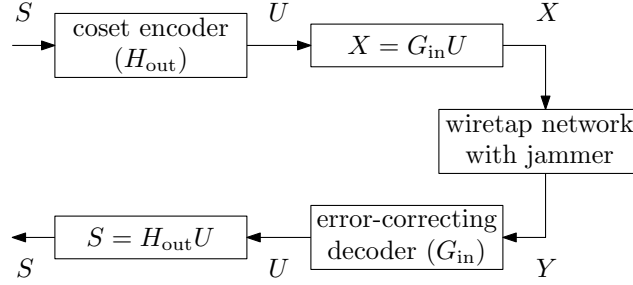 S
coset encoder
(H_out)
U
X = G_in U
X
wiretap network
with jammer
S = H_out U
error-correcting
decoder (G_in)
S
U
Y